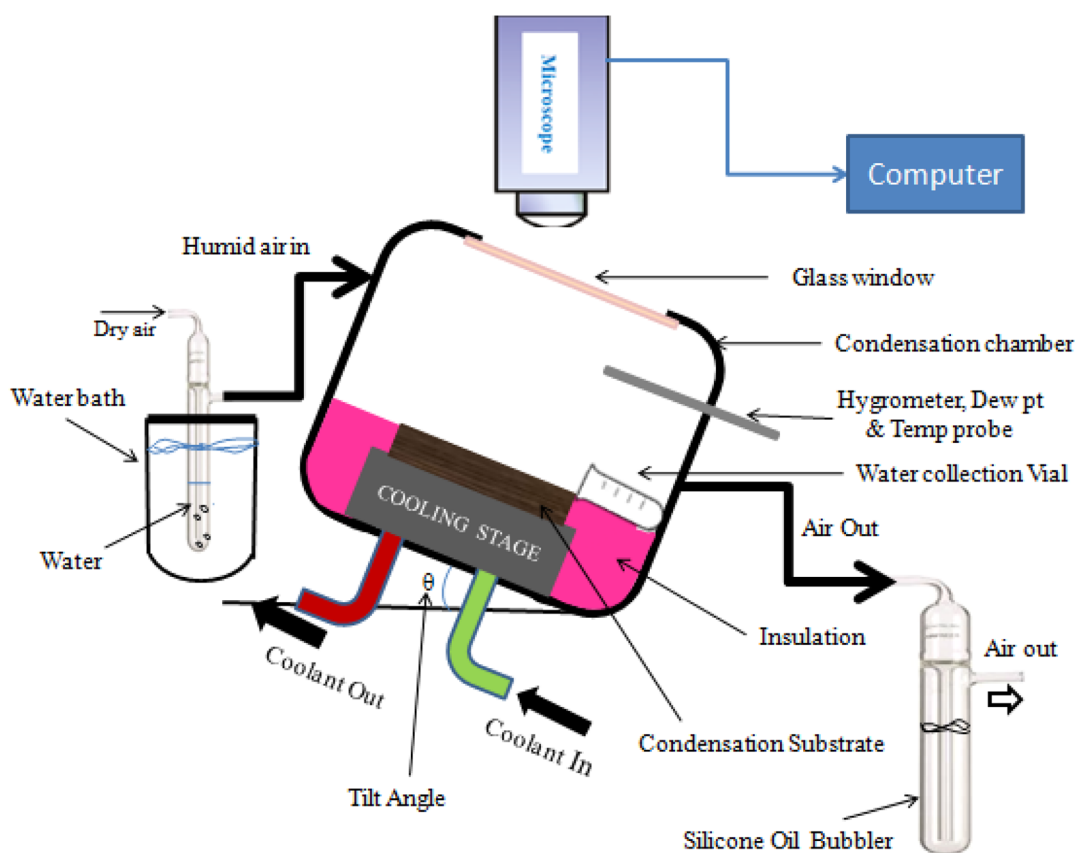 Microscope
Computer
Humid air in
Glass window
Dry air
Condensation chamber
Water bath
Hygrometer, Dew pt
& Temp probe
Water collection Vial
COOLING STAGE
Air Out
Water
θ
Insulation
Air out
Coolant Out
Coolant In
Condensation Substrate
Tilt Angle
Silicone Oil Bubbler